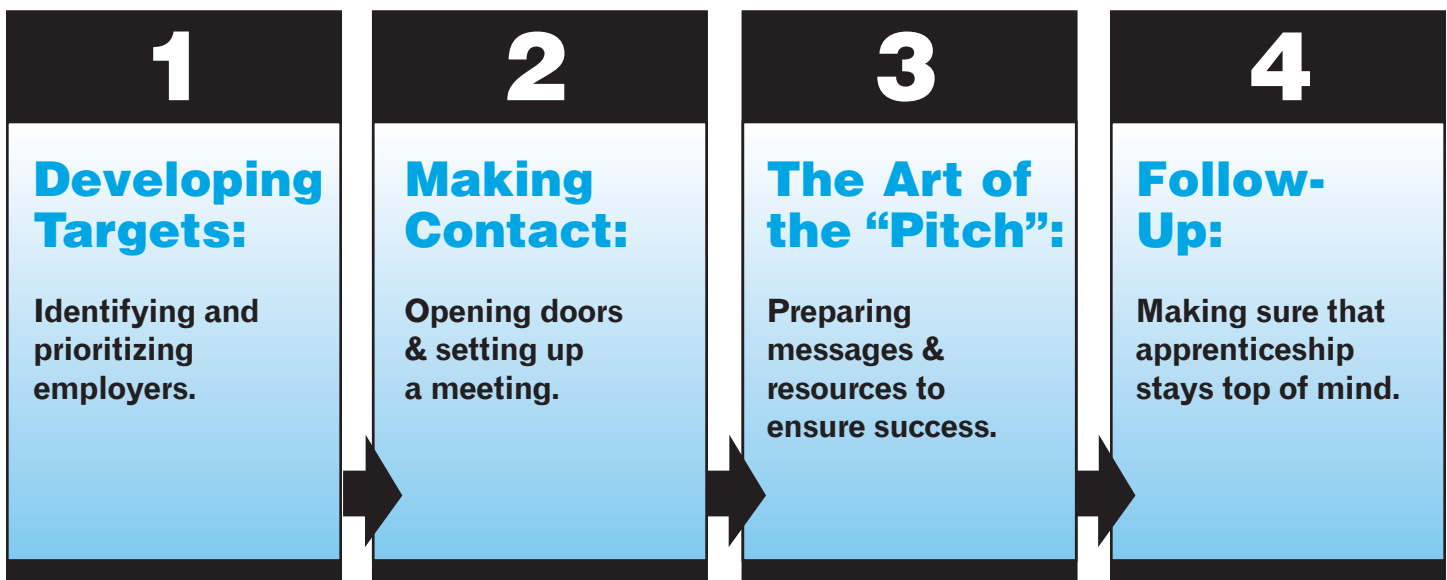 1
Developing
Targets:
Identifying and
prioritizing
employers.
2
Making
Contact:
Opening doors
& setting up
a meeting.
3
The Art of
the “Pitch”:
Preparing
messages &
resources to
ensure success.
4
Follow-
Up:
Making sure that
apprenticeship
stays top of mind.